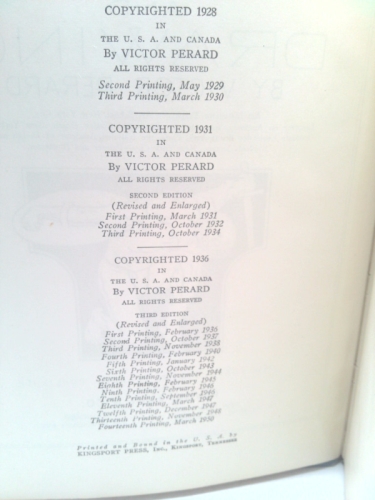 COPYRIGHTED 1928
IN
THE U. S. A. AND CANADA
By VICTOR PERARD
ALL RIGHTS RESERVED
Second Printing, May 1929
Third Printing, March 1930
COPYRIGHTED 1931
IN
THE U. S. A. AND CANADA
By VICTOR PERARD
ALL RIGHTS RESERVED
SECOND EDITION
(Revised and Enlarged)
First Printing, March 1931
Second Printing, October 1932
Third Printing, October 1934
COPYRIGHTED 1936
IN
THE U. S. A. AND CANADA
By VICTOR PERARD
ALL RIGHTS RESERVED
THIRD EDITION
(Revised and Enlarged)
First Printing, February 1936
Second Printing, October 1937
Third Printing, November 1938
Fourth Printing, February 1940
Fifth Printing, January 1942
Sixth Printing, October 1943
Seventh Printing, November 1944
Eighth Printing, February 1945
Ninth Printing, February 1946
Tenth Printing, September 1946
Eleventh Printing, March 1947
Twelfth Printing, December 1947
Thirteenth Printing, November 1948
Fourteenth Printing, March 1950
Printed and Bound in the U. S. A. by
KINGSPORT PRESS, INC., KINGSPORT, TENNESSEE